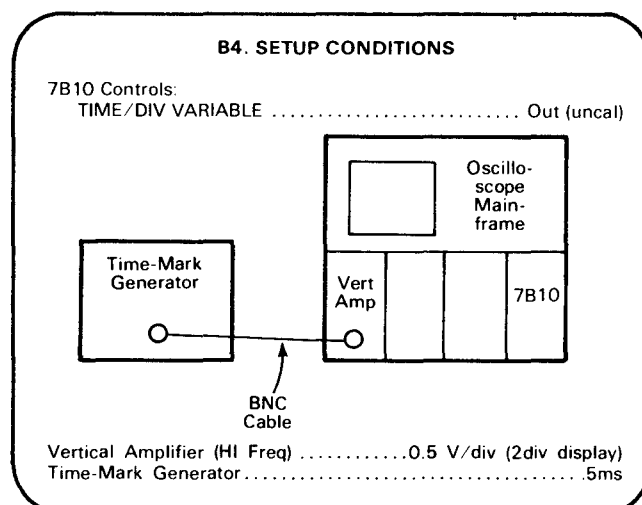 B4. SETUP CONDITIONS
7B10 Controls:
TIME/DIV VARIABLE .......................... Out (uncal)
Oscillo-
scope
Main-
frame
Time-Mark
Generator
Vert
Amp
7B10
BNC
Cable
Vertical Amplifier (HI Freq) ............0.5 V/div (2div display)
Time-Mark Generator........................................5ms